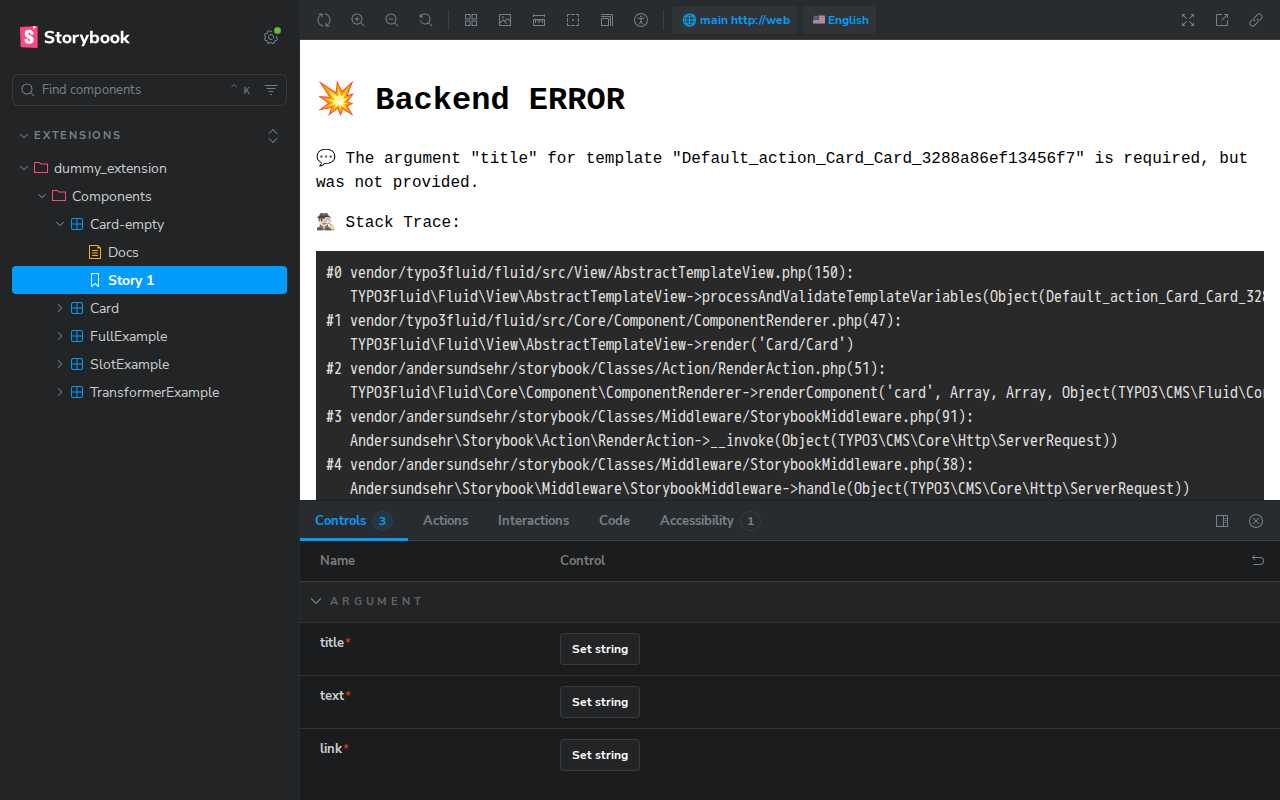 Storybook
Find components
⌃ K
EXTENSIONS
dummy_extension
Components
Card-empty
Docs
Story 1
Card
FullExample
SlotExample
TransformerExample
🌐 main http://web
🇺🇸 English
💥 Backend ERROR
💬 The argument "title" for template "Default_action_Card_Card_3288a86ef13456f7" is required, but
was not provided.
🕵🏻‍♂️ Stack Trace:
#0 vendor/typo3fluid/fluid/src/View/AbstractTemplateView.php(150):
TYPO3Fluid\Fluid\View\AbstractTemplateView->processAndValidateTemplateVariables(Object(Default_action_Card_Card_328
#1 vendor/typo3fluid/fluid/src/Core/Component/ComponentRenderer.php(47):
TYPO3Fluid\Fluid\View\AbstractTemplateView->render('Card/Card')
#2 vendor/andersundsehr/storybook/Classes/Action/RenderAction.php(51):
TYPO3Fluid\Fluid\Core\Component\ComponentRenderer->renderComponent('card', Array, Array, Object(TYPO3\CMS\Fluid\Cor
#3 vendor/andersundsehr/storybook/Classes/Middleware/StorybookMiddleware.php(91):
Andersundsehr\Storybook\Action\RenderAction->__invoke(Object(TYPO3\CMS\Core\Http\ServerRequest))
#4 vendor/andersundsehr/storybook/Classes/Middleware/StorybookMiddleware.php(38):
Andersundsehr\Storybook\Middleware\StorybookMiddleware->handle(Object(TYPO3\CMS\Core\Http\ServerRequest))
Controls 3 Actions Interactions Code Accessibility 1
Name Control
ARGUMENT
title* Set string
text* Set string
link* Set string